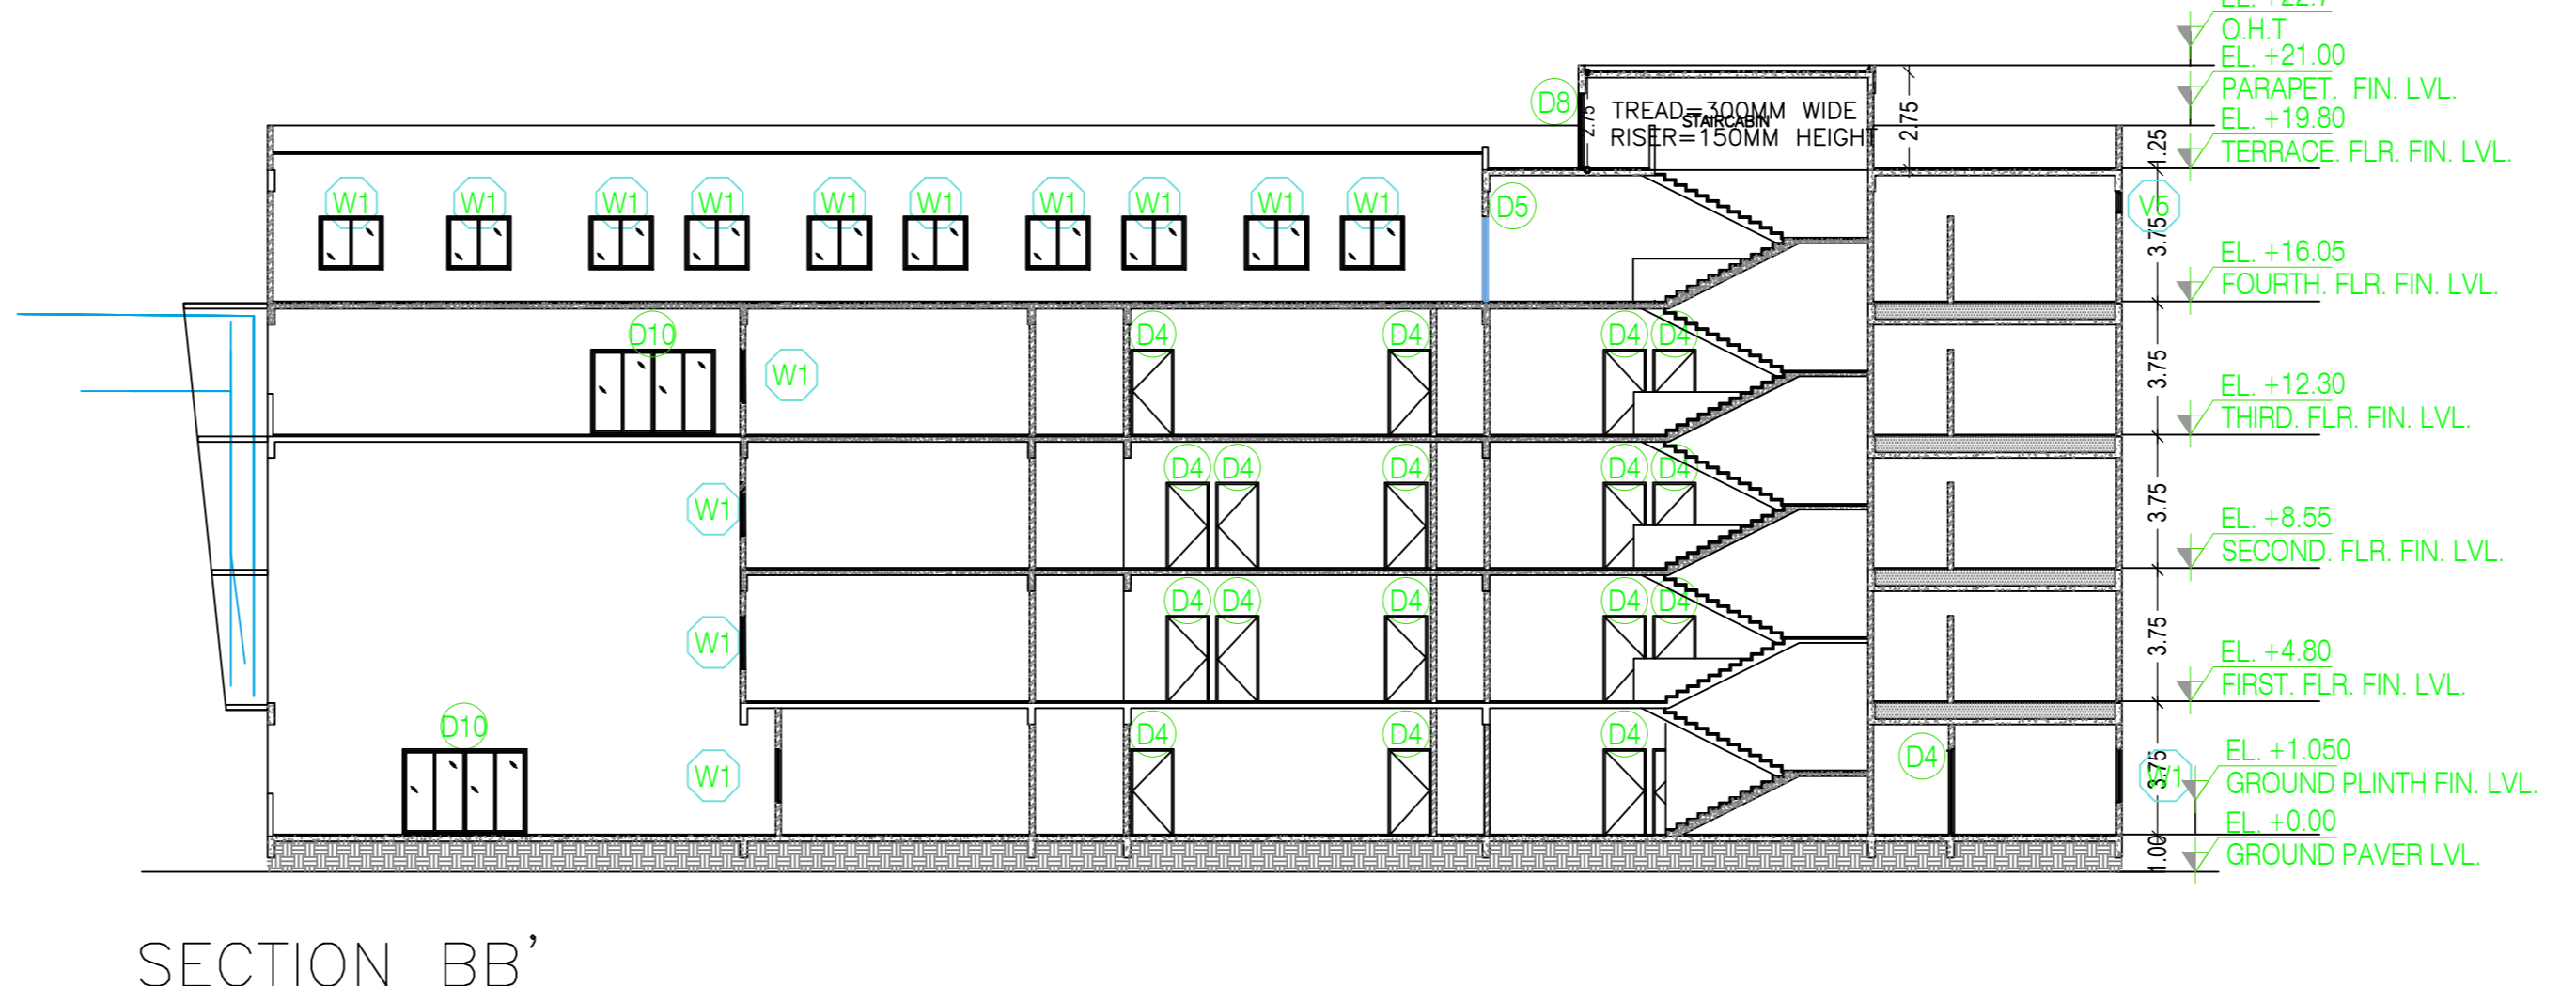 EL. +22.7
O.H.T
EL. +21.00
PARAPET. FIN. LVL.
EL. +19.80
TERRACE. FLR. FIN. LVL.
D8
2.75
TREAD=300MM WIDE
STAIRCABIN
RISER=150MM HEIGHT
2.75
1.25
W1 W1 W1 W1 W1 W1 W1 W1 W1 W1
D5
V5
3.75
EL. +16.05
FOURTH. FLR. FIN. LVL.
D10
W1
D4 D4 D4 D4
3.75
EL. +12.30
THIRD. FLR. FIN. LVL.
W1
D4 D4 D4 D4 D4
3.75
EL. +8.55
SECOND. FLR. FIN. LVL.
W1
D4 D4 D4 D4 D4
3.75
EL. +4.80
FIRST. FLR. FIN. LVL.
D10
W1
D4 D4 D4 D4
W1
3.75
EL. +1.050
GROUND PLINTH FIN. LVL.
EL. +0.00
GROUND PAVER LVL.
1.00
SECTION BB'